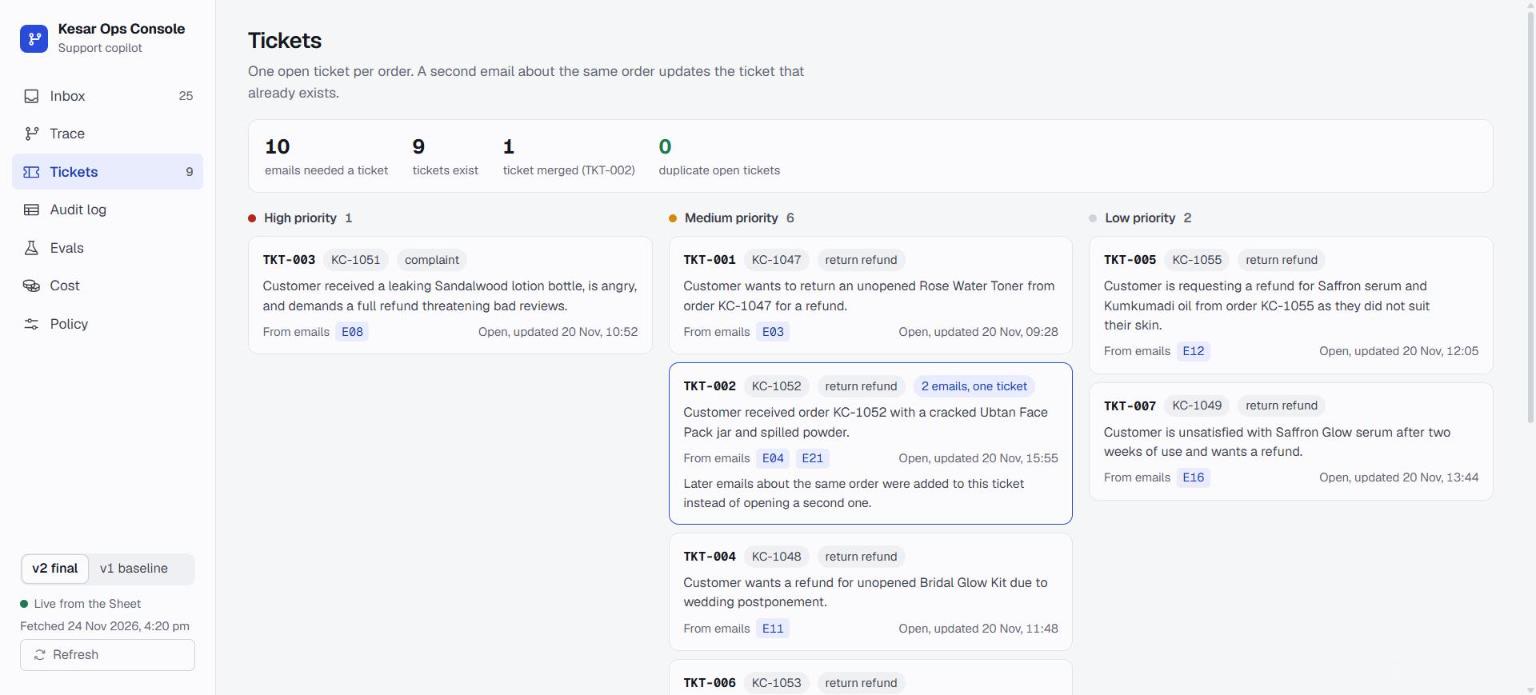 Kesar Ops Console
Support copilot
Inbox 25
Trace
Tickets 9
Audit log
Evals
Cost
Policy
v2 final v1 baseline
Live from the Sheet
Fetched 24 Nov 2026, 4:20 pm
Refresh
Tickets
One open ticket per order. A second email about the same order updates the ticket that
already exists.
10 9 1 0
emails needed a ticket tickets exist ticket merged (TKT-002) duplicate open tickets
High priority 1
TKT-003 KC-1051 complaint
Customer received a leaking Sandalwood lotion bottle, is angry,
and demands a full refund threatening bad reviews.
From emails E08 Open, updated 20 Nov, 10:52
Medium priority 6
TKT-001 KC-1047 return refund
Customer wants to return an unopened Rose Water Toner from
order KC-1047 for a refund.
From emails E03 Open, updated 20 Nov, 09:28
TKT-002 KC-1052 return refund 2 emails, one ticket
Customer received order KC-1052 with a cracked Ubtan Face
Pack jar and spilled powder.
From emails E04 E21 Open, updated 20 Nov, 15:55
Later emails about the same order were added to this ticket
instead of opening a second one.
TKT-004 KC-1048 return refund
Customer wants a refund for unopened Bridal Glow Kit due to
wedding postponement.
From emails E11 Open, updated 20 Nov, 11:48
TKT-006 KC-1053 return refund
Low priority 2
TKT-005 KC-1055 return refund
Customer is requesting a refund for Saffron serum and
Kumkumadi oil from order KC-1055 as they did not suit
their skin.
From emails E12 Open, updated 20 Nov, 12:05
TKT-007 KC-1049 return refund
Customer is unsatisfied with Saffron Glow serum after two
weeks of use and wants a refund.
From emails E16 Open, updated 20 Nov, 13:44